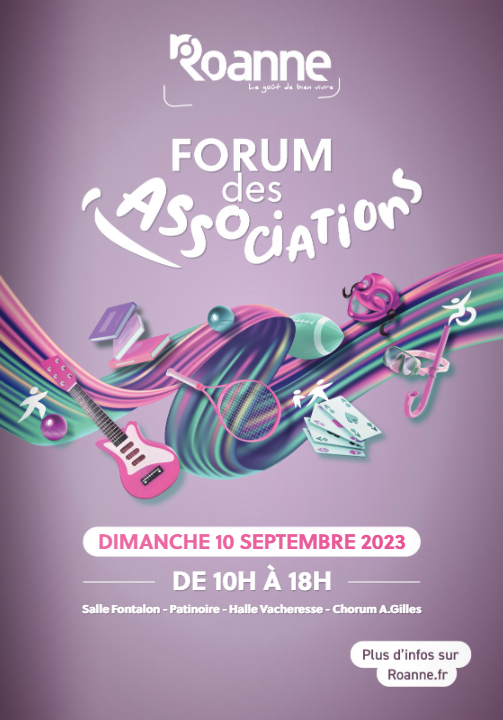 Roanne
Le goût de bien vivre
FORUM
des
ASSOCIATIONS
DIMANCHE 10 SEPTEMBRE 2023
DE 10H À 18H
Salle Fontalon - Patinoire - Halle Vacheresse - Chorum A.Gilles
Plus d'infos sur
Roanne.fr